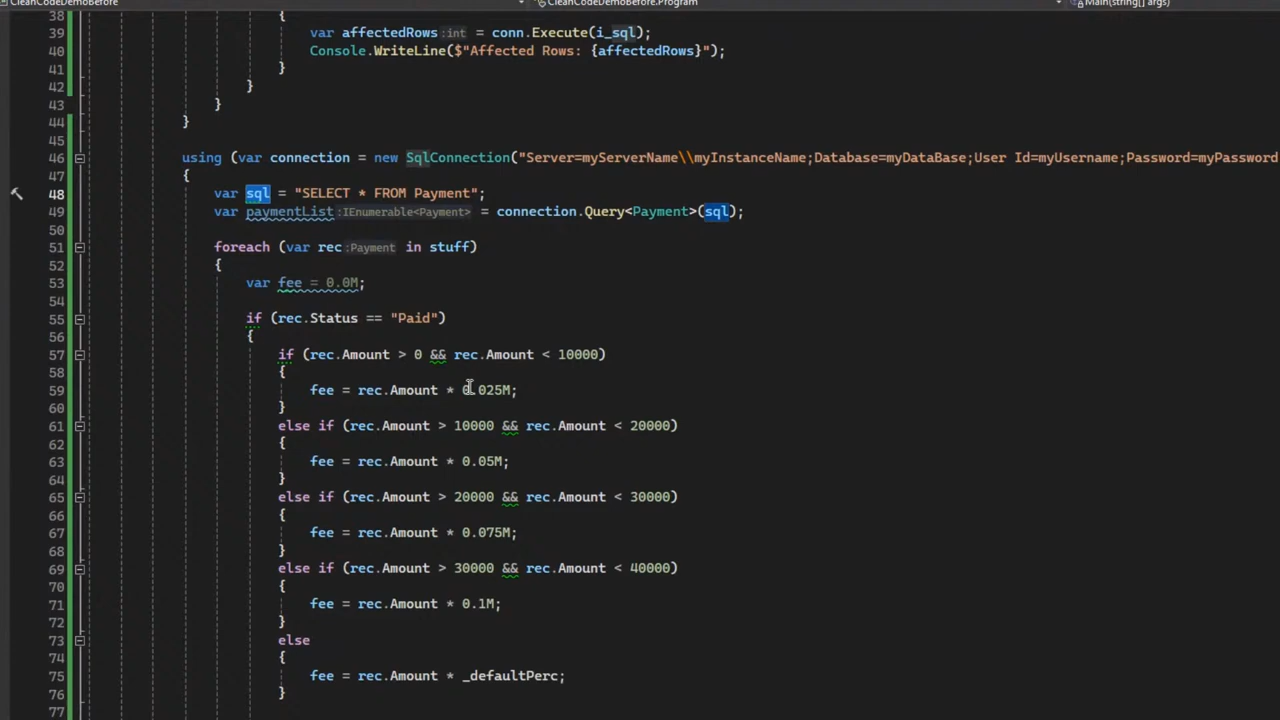 CleanCodeDemoBefore
CleanCodeDemoBefore.Program
Main(string[] args)
38 {
39 var affectedRows:int = conn.Execute(i_sql);
40 Console.WriteLine($"Affected Rows: {affectedRows}");
41 }
42 }
43 }
44 }
45
46 using (var connection = new SqlConnection("Server=myServerName\\myInstanceName;Database=myDataBase;User Id=myUsername;Password=myPassword
47 {
48 var sql = "SELECT * FROM Payment";
49 var paymentList:IEnumerable<Payment> = connection.Query<Payment>(sql);
50
51 foreach (var rec:Payment in stuff)
52 {
53 var fee = 0.0M;
54
55 if (rec.Status == "Paid")
56 {
57 if (rec.Amount > 0 && rec.Amount < 10000)
58 {
59 fee = rec.Amount * 0.025M;
60 }
61 else if (rec.Amount > 10000 && rec.Amount < 20000)
62 {
63 fee = rec.Amount * 0.05M;
64 }
65 else if (rec.Amount > 20000 && rec.Amount < 30000)
66 {
67 fee = rec.Amount * 0.075M;
68 }
69 else if (rec.Amount > 30000 && rec.Amount < 40000)
70 {
71 fee = rec.Amount * 0.1M;
72 }
73 else
74 {
75 fee = rec.Amount * _defaultPerc;
76 }
77